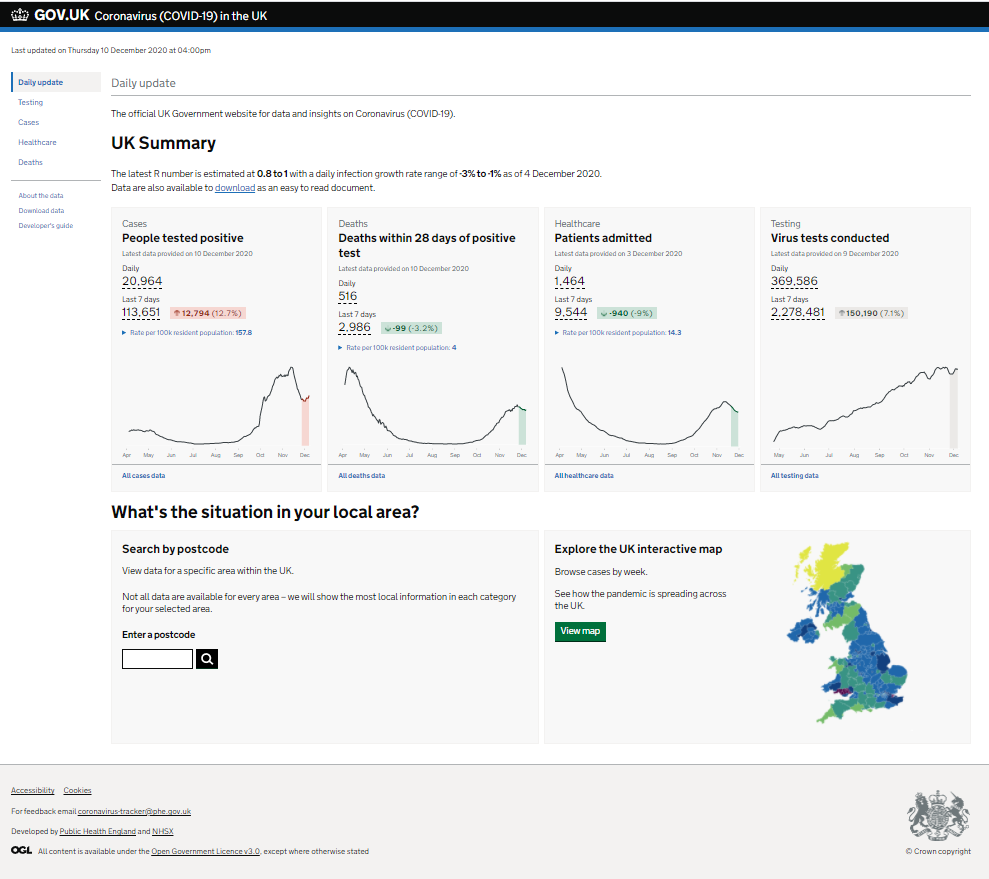 GOV.UK Coronavirus (COVID-19) in the UK
Last updated on Thursday 10 December 2020 at 04:00pm
Daily update
Testing
Cases
Healthcare
Deaths
About the data
Download data
Developer's guide
Daily update
The official UK Government website for data and insights on Coronavirus (COVID-19).
UK Summary
The latest R number is estimated at 0.8 to 1 with a daily infection growth rate range of -3% to -1% as of 4 December 2020.
Data are also available to download as an easy to read document.
Cases
People tested positive
Latest data provided on 10 December 2020
Daily
20,964
Last 7 days
113,651 12,794 (12.7%)
Rate per 100k resident population: 157.8
Apr May Jun Jul Aug Sep Oct Nov Dec
All cases data
Deaths
Deaths within 28 days of positive
test
Latest data provided on 10 December 2020
Daily
516
Last 7 days
2,986 -99 (-3.2%)
Rate per 100k resident population: 4
Apr May Jun Jul Aug Sep Oct Nov Dec
All deaths data
Healthcare
Patients admitted
Latest data provided on 3 December 2020
Daily
1,464
Last 7 days
9,544 -940 (-9%)
Rate per 100k resident population: 14.3
Apr May Jun Jul Aug Sep Oct Nov Dec
All healthcare data
Testing
Virus tests conducted
Latest data provided on 9 December 2020
Daily
369,586
Last 7 days
2,278,481 150,190 (7.1%)
May Jun Jul Aug Sep Oct Nov Dec
All testing data
What's the situation in your local area?
Search by postcode
View data for a specific area within the UK.
Not all data are available for every area – we will show the most local information in each category
for your selected area.
Enter a postcode
Explore the UK interactive map
Browse cases by week.
See how the pandemic is spreading across
the UK.
View map
Accessibility Cookies
For feedback email coronavirus-tracker@phe.gov.uk
Developed by Public Health England and NHSX
OGL All content is available under the Open Government Licence v3.0, except where otherwise stated
© Crown copyright